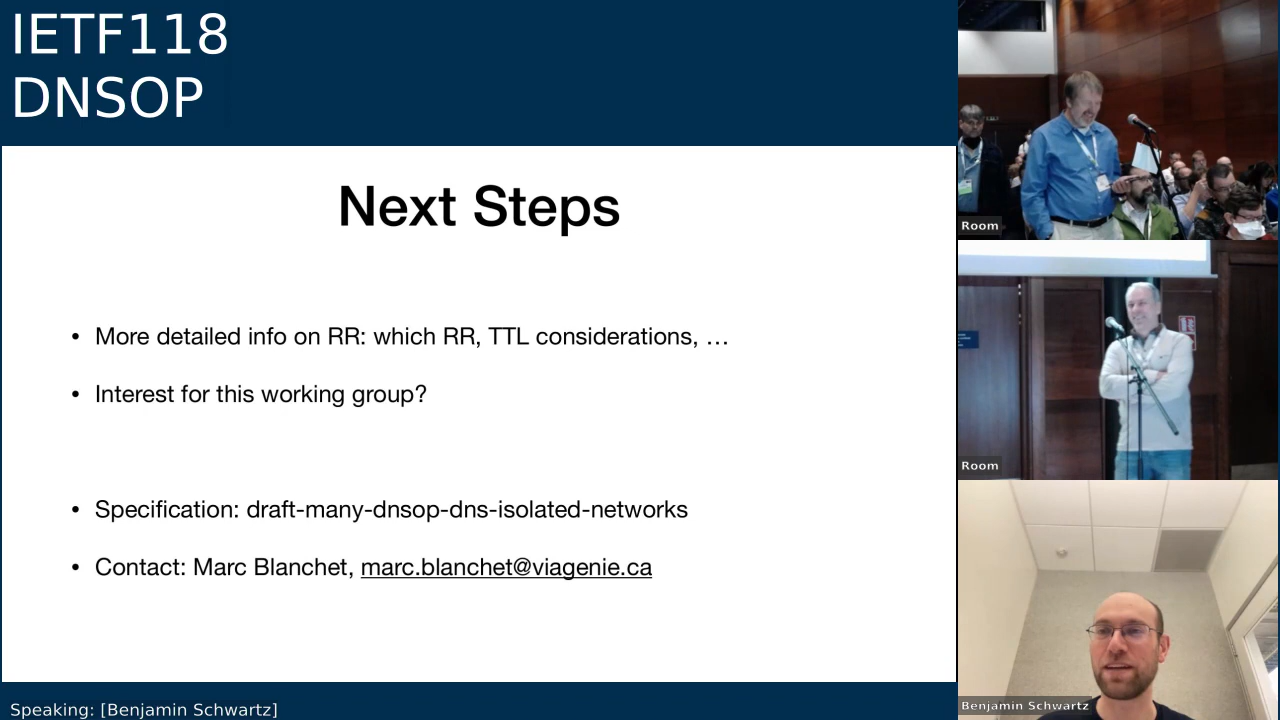 IETF118
DNSOP
Next Steps
• More detailed info on RR: which RR, TTL considerations, …
• Interest for this working group?
• Specification: draft-many-dnsop-dns-isolated-networks
• Contact: Marc Blanchet, marc.blanchet@viagenie.ca
Speaking: [Benjamin Schwartz]
Room
Room
Benjamin Schwartz